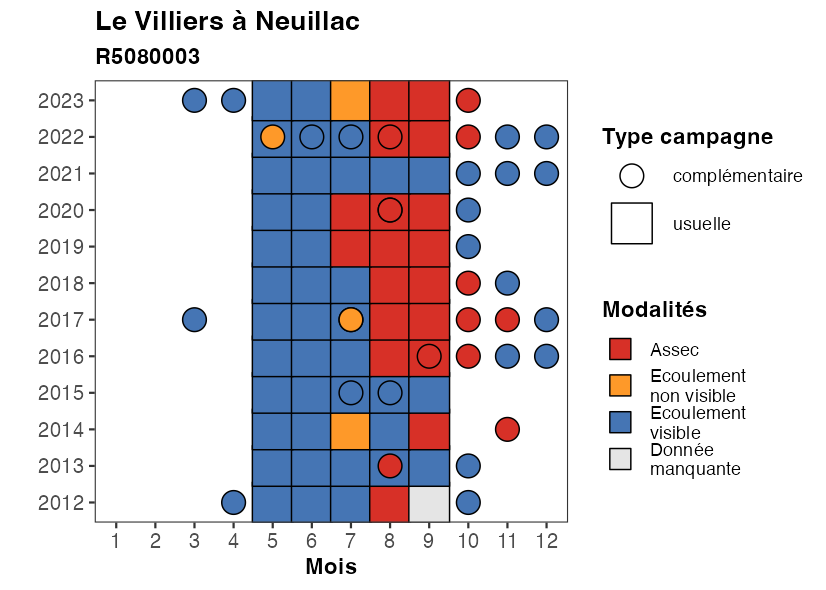 Le Villiers à Neuillac
R5080003
2023
2022
2021
2020
2019
2018
2017
2016
2015
2014
2013
2012
1 2 3 4 5 6 7 8 9 10 11 12
Mois
Type campagne
complémentaire
usuelle
Modalités
Assec
Ecoulement
non visible
Ecoulement
visible
Donnée
manquante